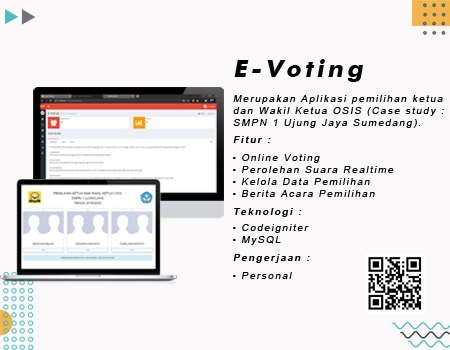 E-Voting
Merupakan Aplikasi pemilihan ketua
dan Wakil Ketua OSIS (Case study :
SMPN 1 Ujung Jaya Sumedang).
Fitur :
• Online Voting
• Perolehan Suara Realtime
• Kelola Data Pemilihan
• Berita Acara Pemilihan
Teknologi :
• Codeigniter
• MySQL
Pengerjaan :
• Personal